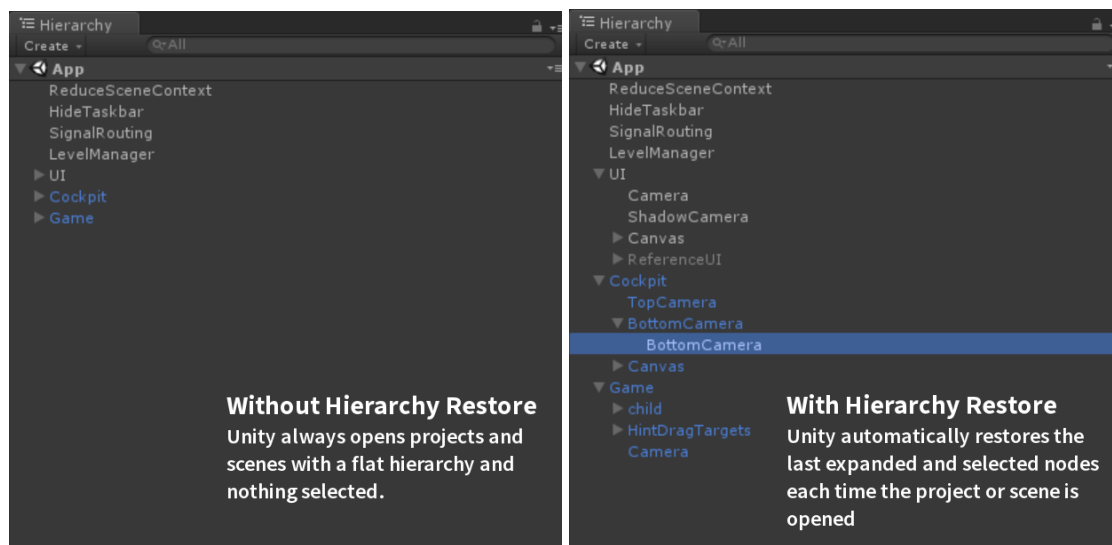 Hierarchy
Create
All
App
ReduceSceneContext
HideTaskbar
SignalRouting
LevelManager
UI
Cockpit
Game
Without Hierarchy Restore
Unity always opens projects and
scenes with a flat hierarchy and
nothing selected.
Hierarchy
Create
All
App
ReduceSceneContext
HideTaskbar
SignalRouting
LevelManager
UI
Camera
ShadowCamera
Canvas
ReferenceUI
Cockpit
TopCamera
BottomCamera
BottomCamera
Canvas
Game
child
HintDragTargets
Camera
With Hierarchy Restore
Unity automatically restores the
last expanded and selected nodes
each time the project or scene is
opened